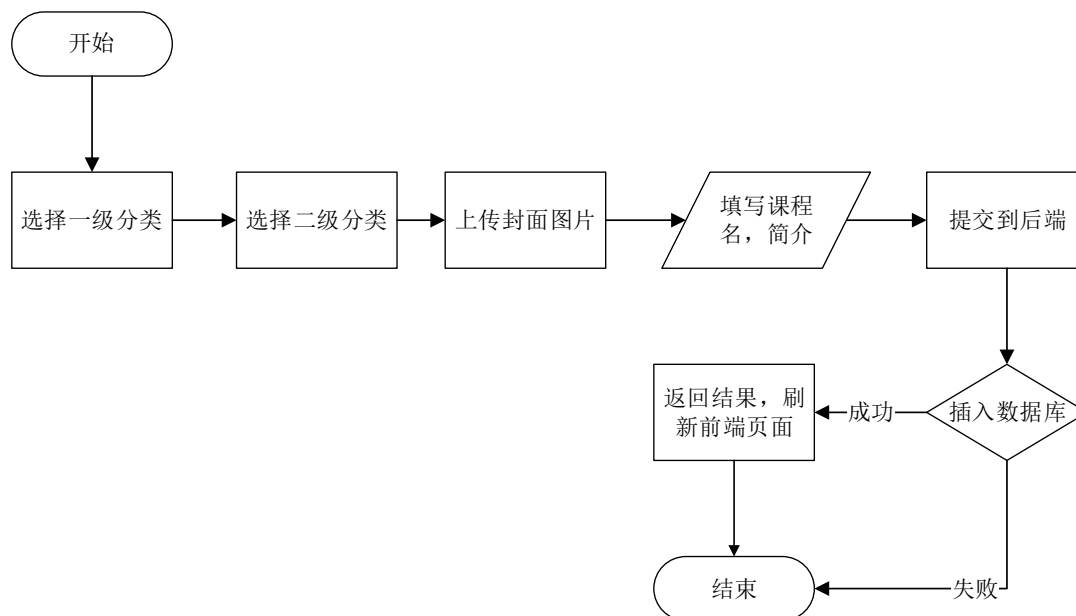 开始
选择一级分类
选择二级分类
上传封面图片
填写课程
名，简介
提交到后端
返回结果，刷
新前端页面
成功
插入数据库
结束
失败